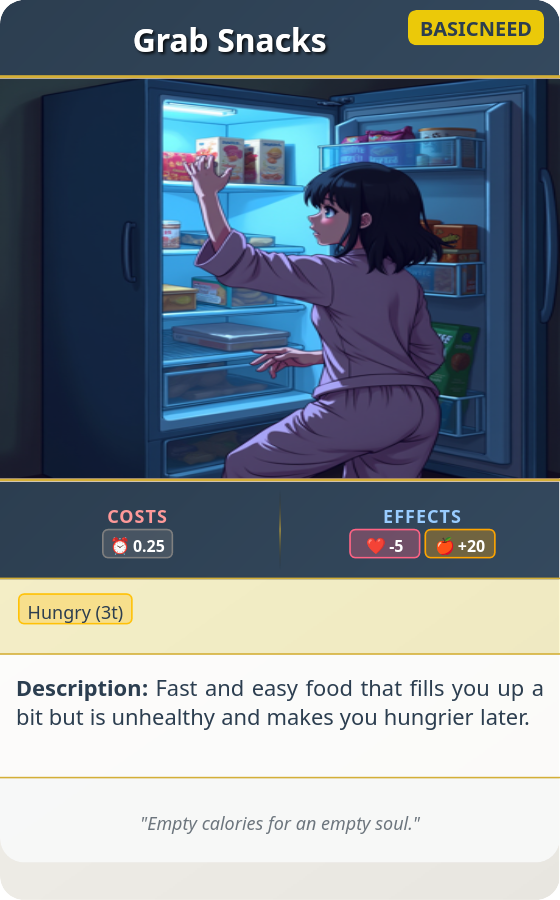 Grab Snacks
BASICNEED
COSTS
⏰ 0.25
EFFECTS
❤️ -5
🍎 +20
Hungry (3t)
Description: Fast and easy food that fills you up a
bit but is unhealthy and makes you hungrier later.
"Empty calories for an empty soul."